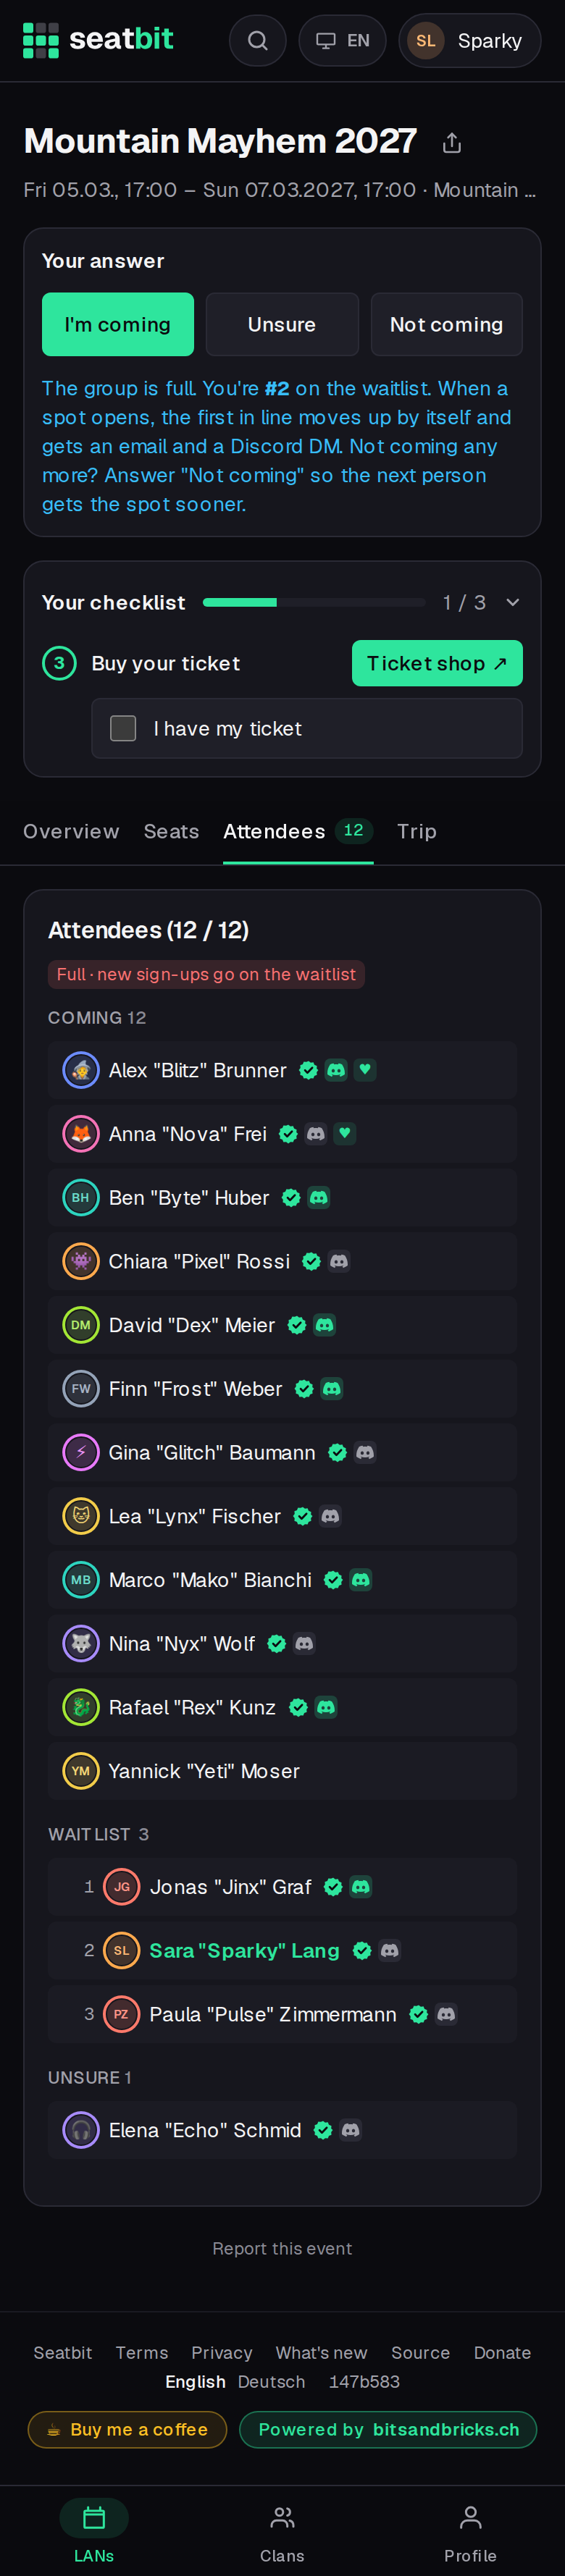 seatbit
EN
SL
Sparky
Mountain Mayhem 2027
Fri 05.03., 17:00 – Sun 07.03.2027, 17:00 · Mountain ...
Your answer
I'm coming
Unsure
Not coming
The group is full. You're #2 on the waitlist. When a
spot opens, the first in line moves up by itself and
gets an email and a Discord DM. Not coming any
more? Answer "Not coming" so the next person
gets the spot sooner.
Your checklist
1 / 3
3
Buy your ticket
Ticket shop ↗
I have my ticket
Overview
Seats
Attendees 12
Trip
Attendees (12 / 12)
Full · new sign-ups go on the waitlist
COMING 12
Alex "Blitz" Brunner
Anna "Nova" Frei
BH Ben "Byte" Huber
Chiara "Pixel" Rossi
DM David "Dex" Meier
FW Finn "Frost" Weber
Gina "Glitch" Baumann
Lea "Lynx" Fischer
MB Marco "Mako" Bianchi
Nina "Nyx" Wolf
Rafael "Rex" Kunz
YM Yannick "Yeti" Moser
WAITLIST 3
1 JG Jonas "Jinx" Graf
2 SL Sara "Sparky" Lang
3 PZ Paula "Pulse" Zimmermann
UNSURE 1
Elena "Echo" Schmid
Report this event
Seatbit Terms Privacy What's new Source Donate
English Deutsch 147b583
Buy me a coffee
Powered by bitsandbricks.ch
LANs
Clans
Profile